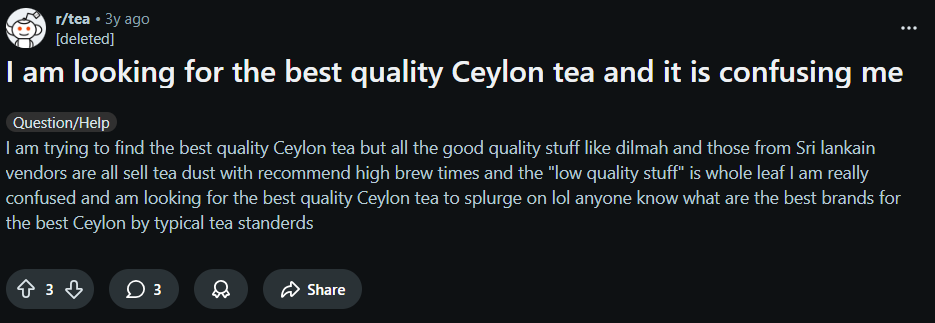 r/tea • 3y ago
[deleted]
I am looking for the best quality Ceylon tea and it is confusing me
Question/Help
I am trying to find the best quality Ceylon tea but all the good quality stuff like dilmah and those from Sri lankain
vendors are all sell tea dust with recommend high brew times and the "low quality stuff" is whole leaf I am really
confused and am looking for the best quality Ceylon tea to splurge on lol anyone know what are the best brands for
the best Ceylon by typical tea standerds
3 3 Share